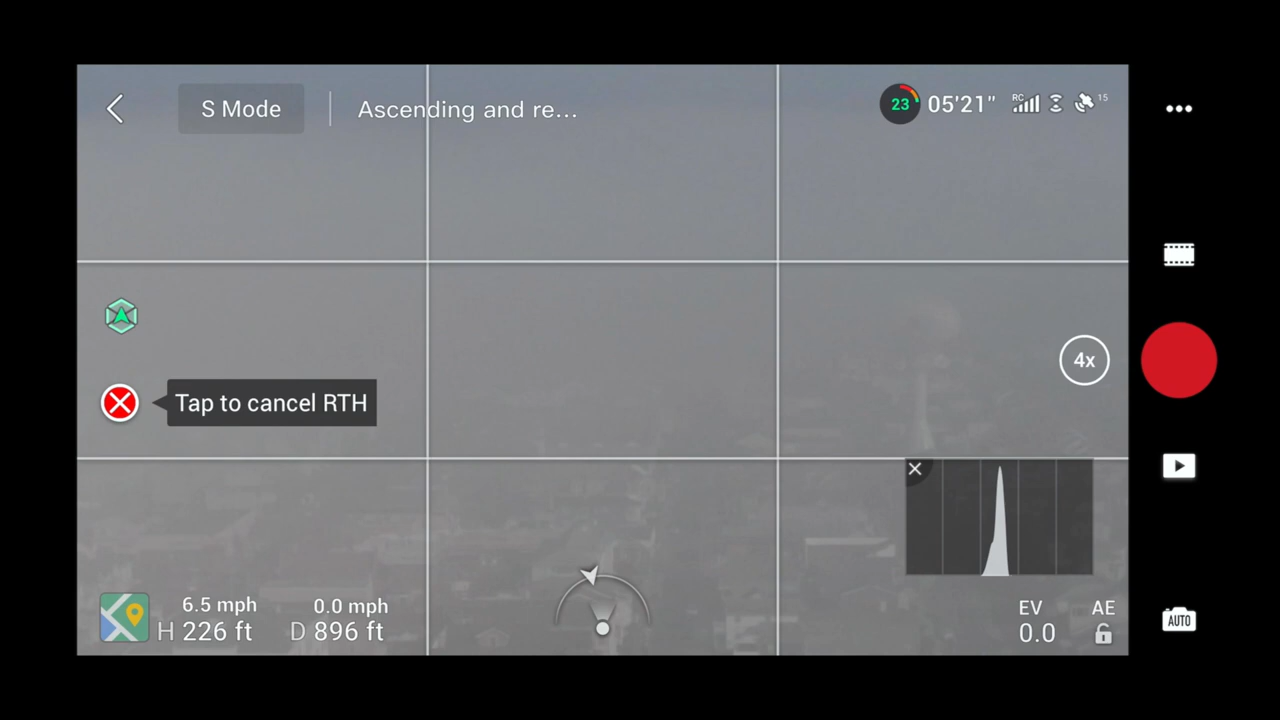 S Mode
Ascending and re...
23
05'21"
RC
15
4x
Tap to cancel RTH
6.5 mph
0.0 mph
H 226 ft
D 896 ft
EV
AE
0.0
AUTO